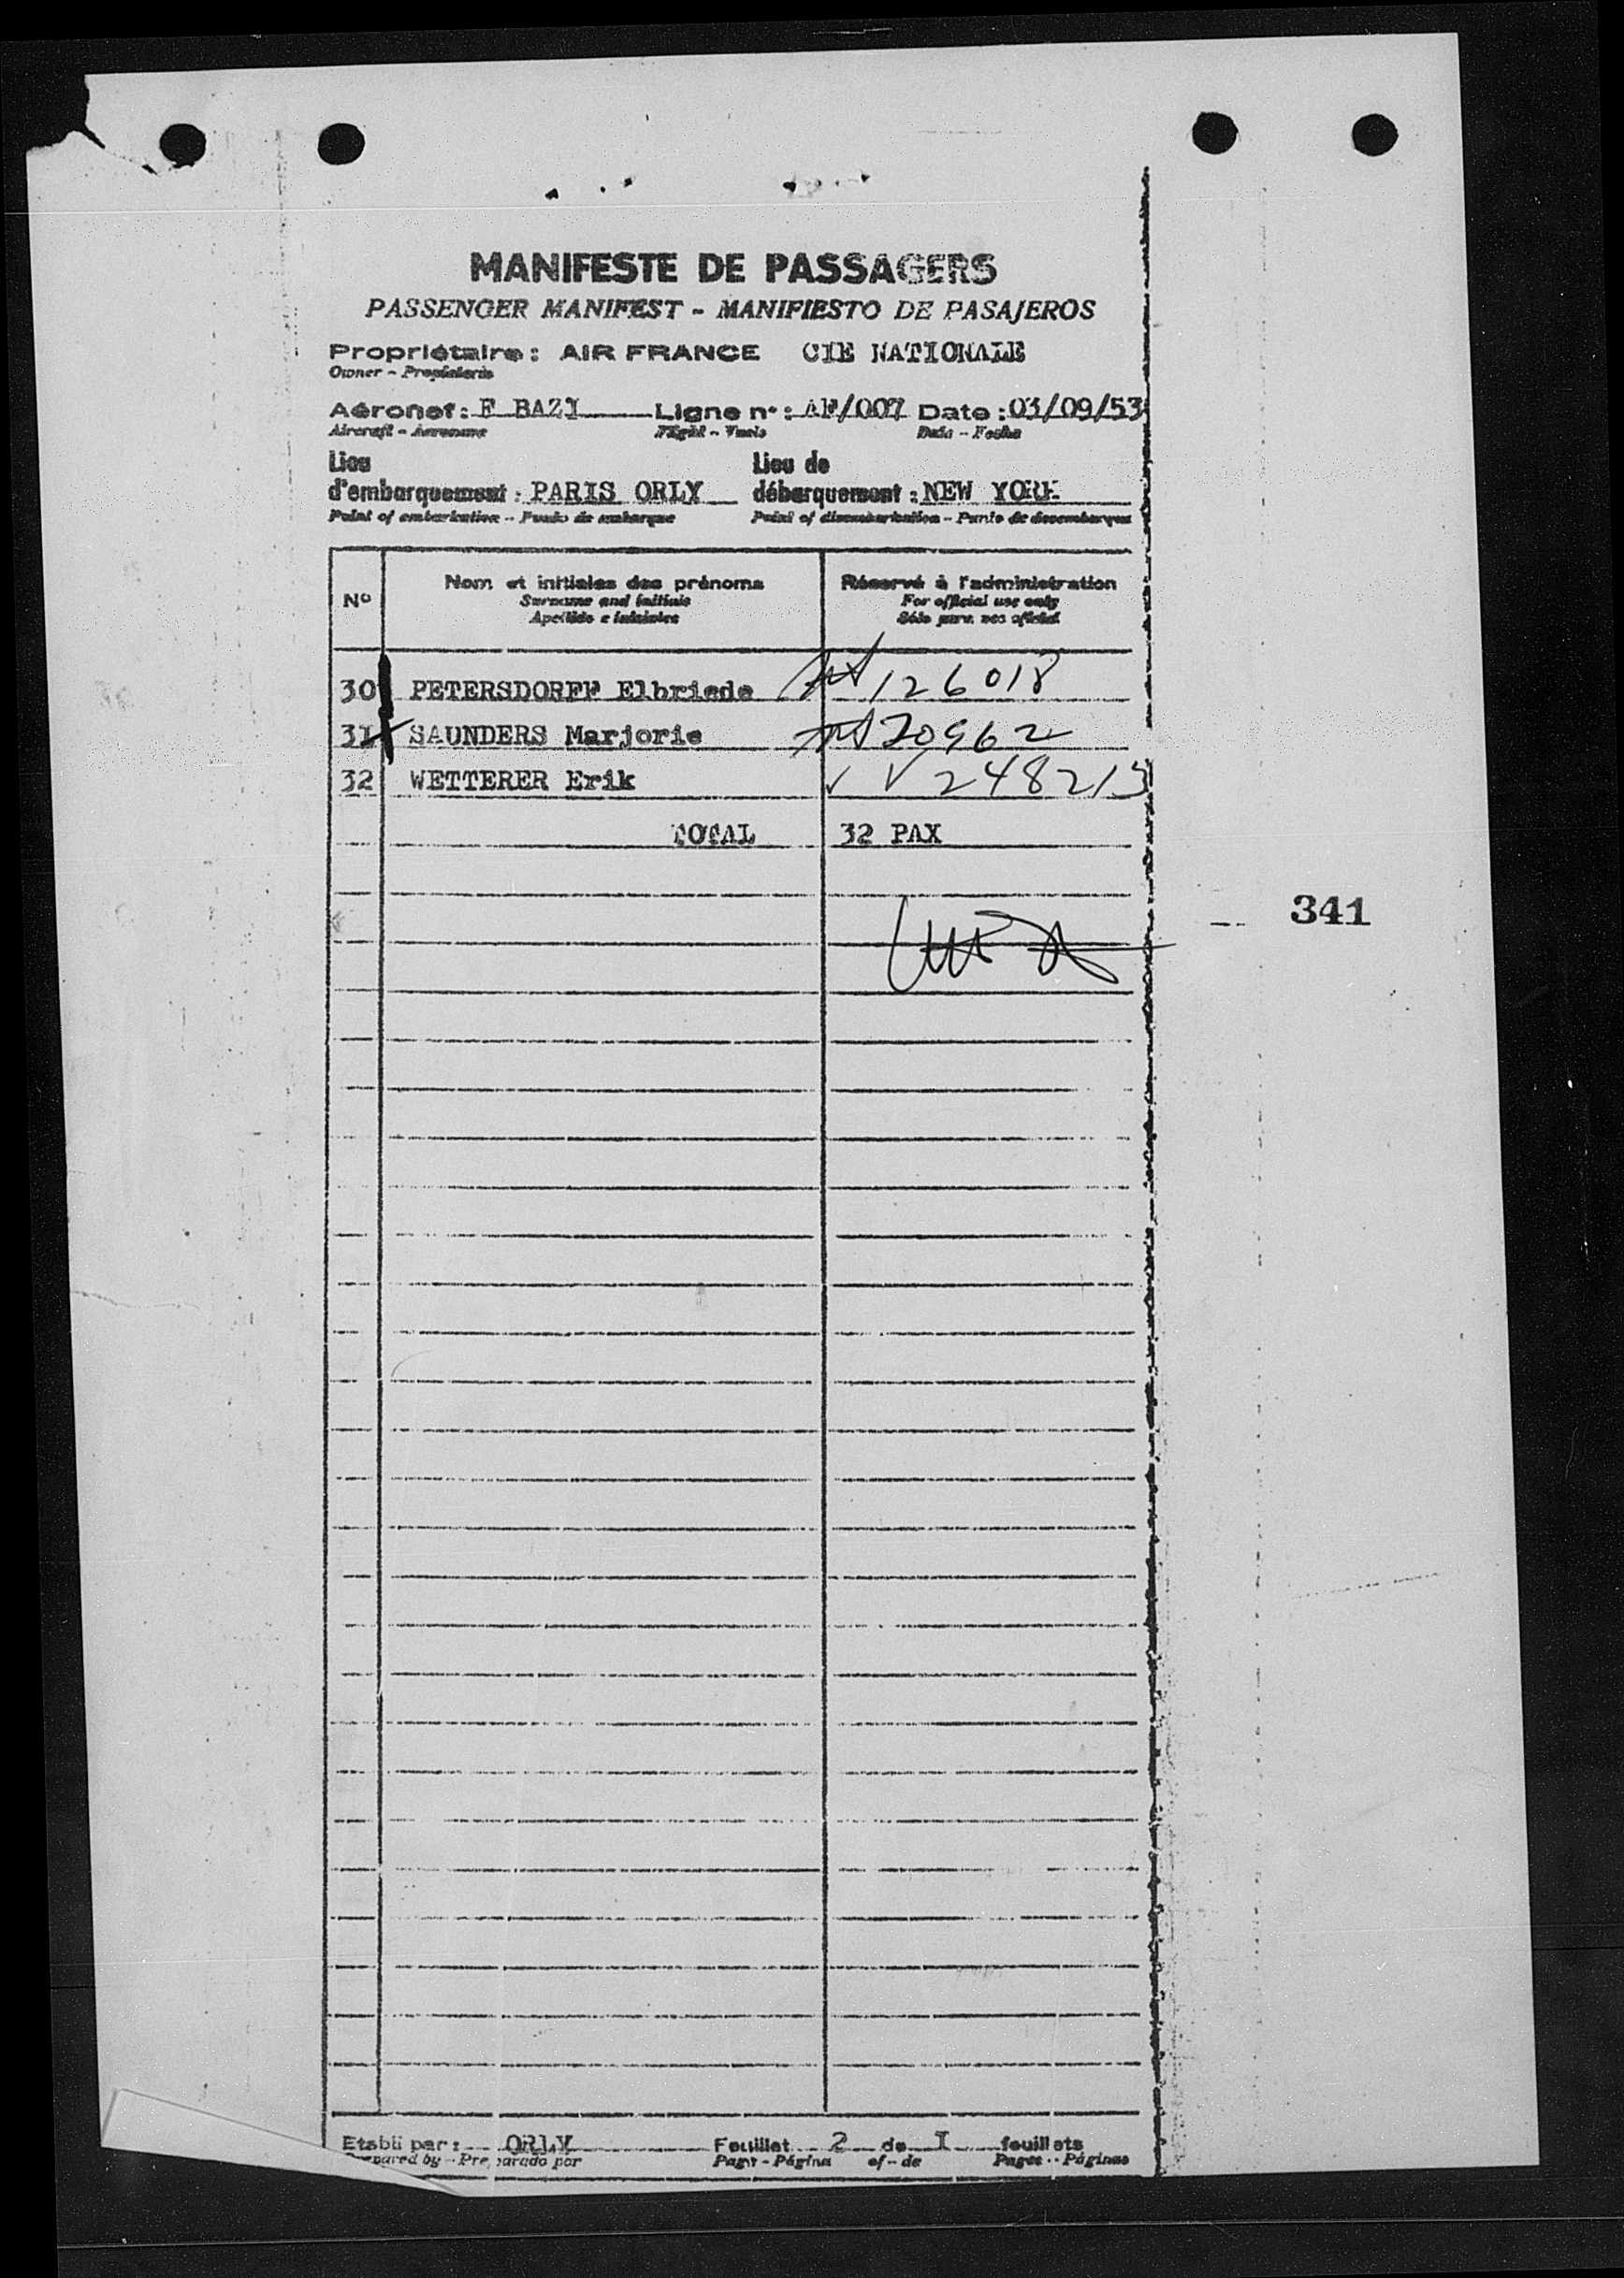 MANIFESTE DE PASSAGERS
PASSENGER MANIFEST - MANIFIESTO DE PASAJEROS
Propriétaire: AIR FRANCE CIE NATIONALE
Owner - Propietario
Aéronef: F BAZI Ligne n°: AF/007 Date: 03/09/53
Aircraft - Aeronave Flight - Vuelo Date - Fecha
Lieu d'embarquement: PARIS ORLY Lieu de débarquement: NEW YORK
Point of embarkation - Punto de embarque Point of disembarkation - Punto de desembarque
Nº Nom et initiales des prénoms Réservé à l'administration
Surname and initials For official use only
Apellido e iniciales Sólo para uso oficial
30 PETERSDORFF Elbriede 126018
31 SAUNDERS Marjorie 70962
32 WETTERER Erik V 248213
TOTAL 32 PAX
341
Etabli par: ORLY Feuillet 2 de I feuillets
Prepared by - Preparado por Page - Página of - de Pages - Páginas